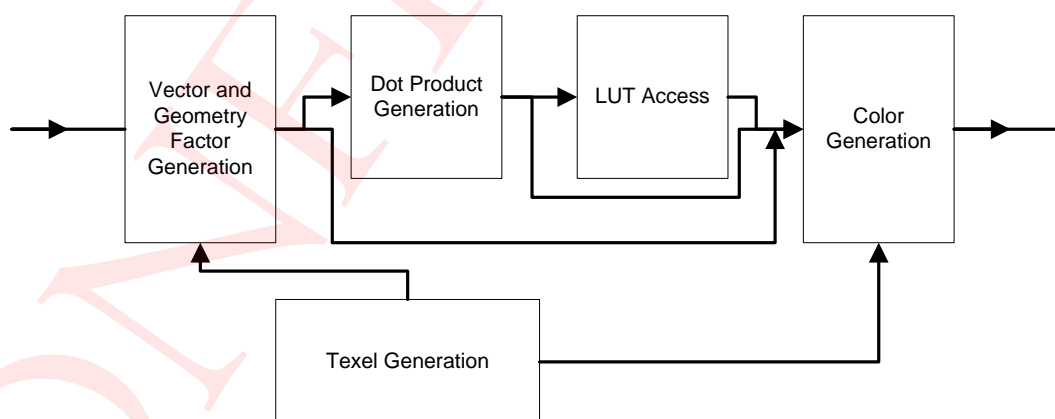 Vector and
Geometry
Factor
Generation
Dot Product
Generation
LUT Access
Color
Generation
Texel Generation